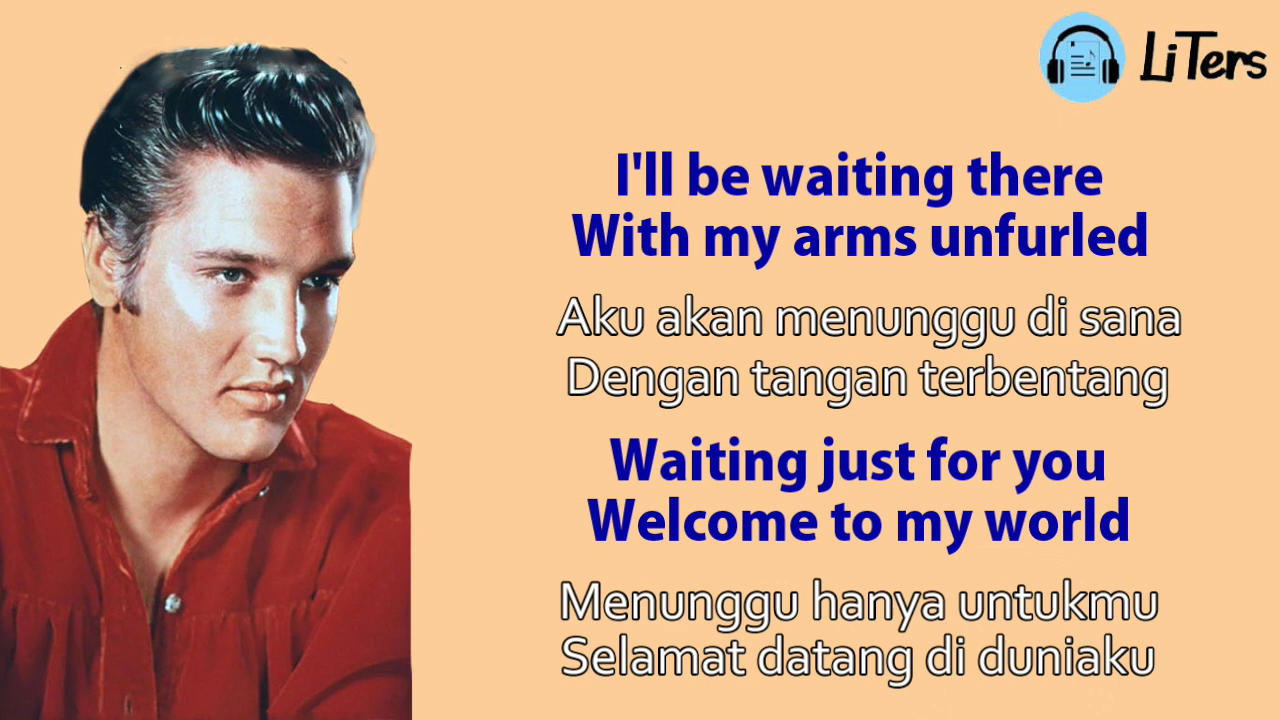 LiTers
I'll be waiting there
With my arms unfurled
Aku akan menunggu di sana
Dengan tangan terbentang
Waiting just for you
Welcome to my world
Menunggu hanya untukmu
Selamat datang di duniaku